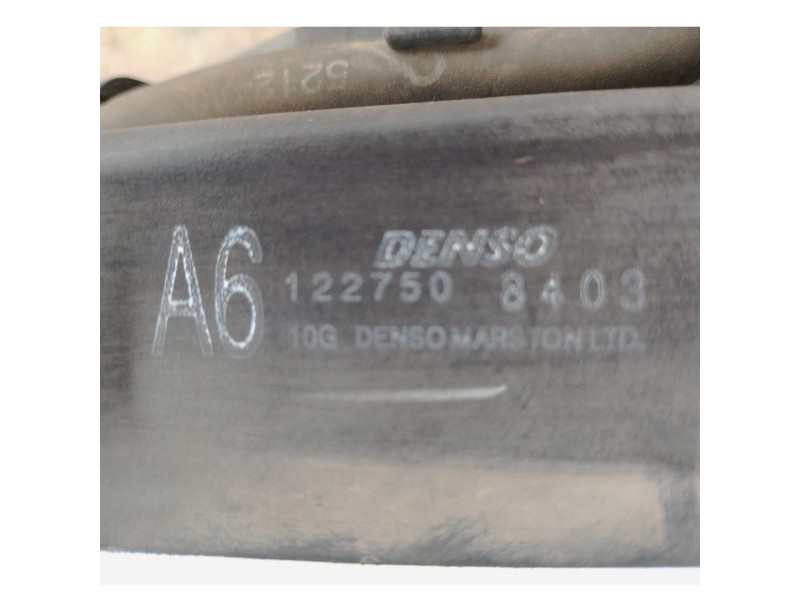 A6
DENSO
122750 8403
10G DENSO MARSTON LTD.